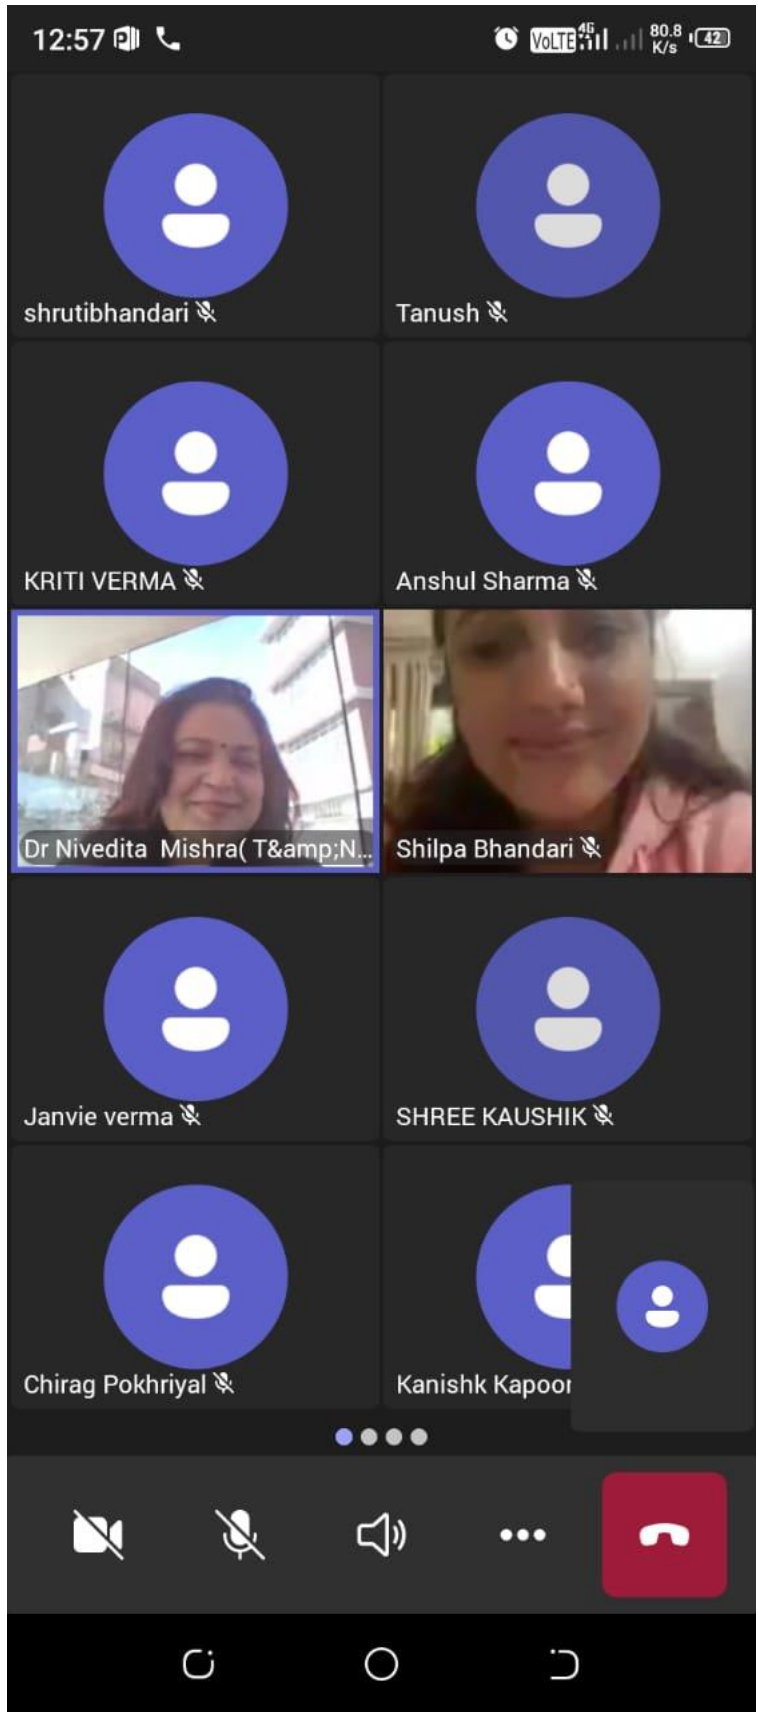 12:57 VoLTE 4G 80.8 K/s 42
shrutibhandari
Tanush
KRITI VERMA
Anshul Sharma
Dr Nivedita Mishra( T&amp;N...
Shilpa Bhandari
Janvie verma
SHREE KAUSHIK
Chirag Pokhriyal
Kanishk Kapoor